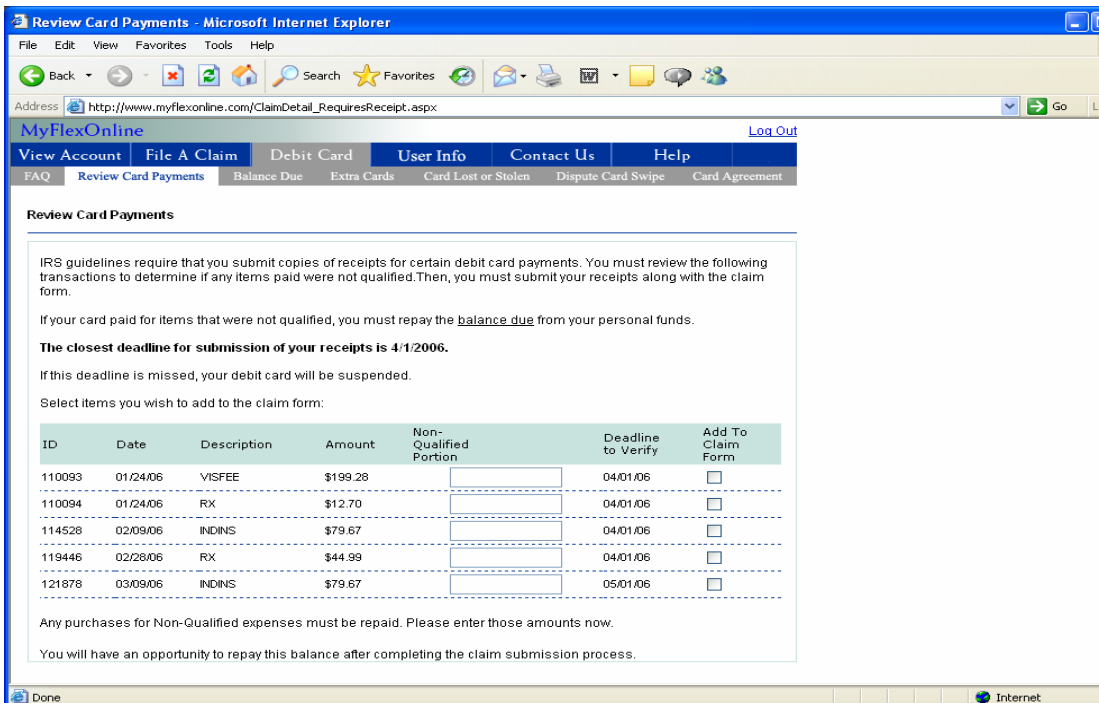 Review Card Payments - Microsoft Internet Explorer
File Edit View Favorites Tools Help
Back Search Favorites
Address http://www.myflexonline.com/ClaimDetail_RequiresReceipt.aspx Go L
MyFlexOnline Log Out
View Account File A Claim Debit Card User Info Contact Us Help
FAQ Review Card Payments Balance Due Extra Cards Card Lost or Stolen Dispute Card Swipe Card Agreement
Review Card Payments
IRS guidelines require that you submit copies of receipts for certain debit card payments. You must review the following
transactions to determine if any items paid were not qualified.Then, you must submit your receipts along with the claim
form.
If your card paid for items that were not qualified, you must repay the balance due from your personal funds.
The closest deadline for submission of your receipts is 4/1/2006.
If this deadline is missed, your debit card will be suspended.
Select items you wish to add to the claim form:
ID Date Description Amount Non-Qualified Portion Deadline to Verify Add To Claim Form
110093 01/24/06 VISFEE $199.28 04/01/06
110094 01/24/06 RX $12.70 04/01/06
114528 02/09/06 INDINS $79.67 04/01/06
119446 02/28/06 RX $44.99 04/01/06
121878 03/09/06 INDINS $79.67 05/01/06
Any purchases for Non-Qualified expenses must be repaid. Please enter those amounts now.
You will have an opportunity to repay this balance after completing the claim submission process.
Done Internet